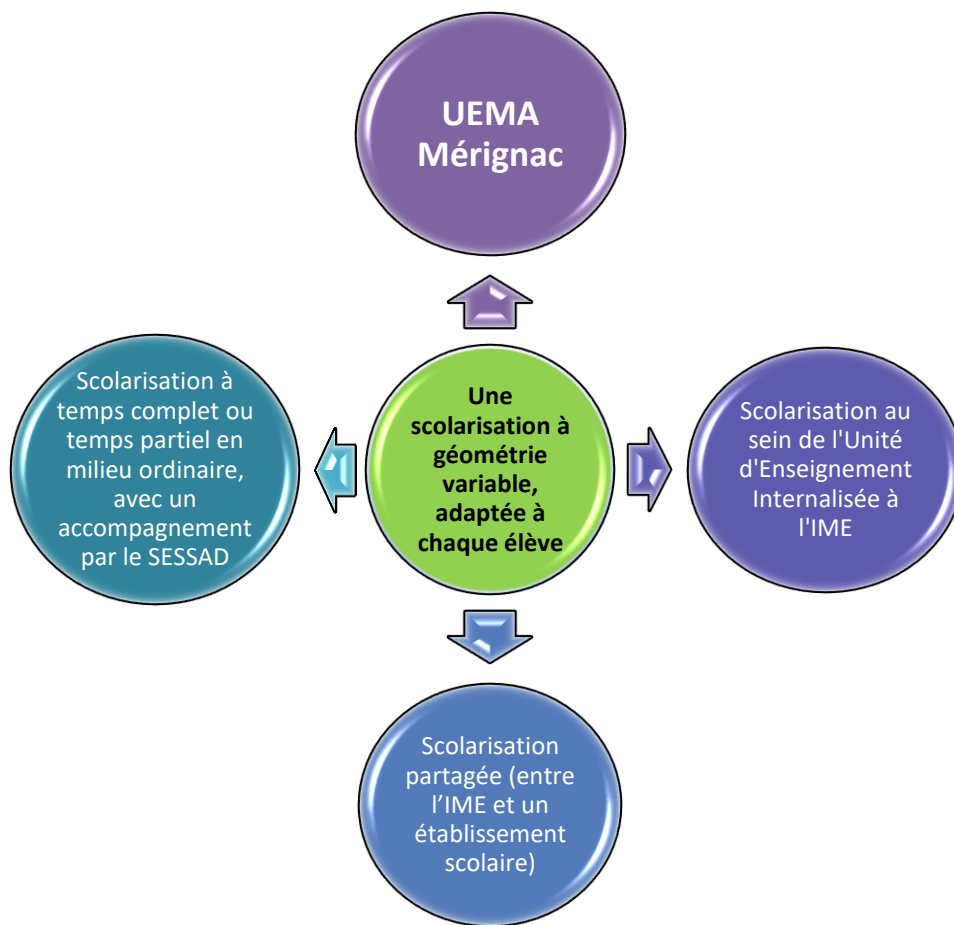 UEMA
Mérignac
Scolarisation à
temps complet ou
temps partiel en
milieu ordinaire,
avec un
accompagnement
par le SESSAD
Une
scolarisation à
géométrie
variable,
adaptée à
chaque élève
Scolarisation au
sein de l'Unité
d'Enseignement
Internalisée à
l'IME
Scolarisation
partagée (entre
l’IME et un
établissement
scolaire)